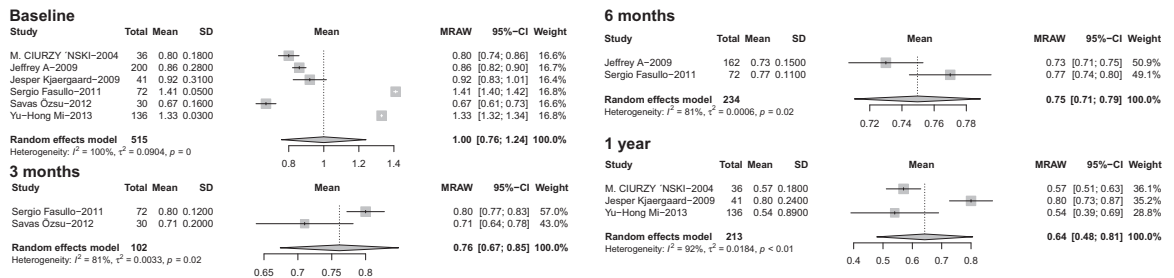 Baseline
Study Total Mean SD Mean MRAW 95%−CI Weight
M. CIURZY ´NSKI−2004 36 0.80 0.1800 0.80 [0.74; 0.86] 16.6%
Jeffrey A−2009 200 0.86 0.2800 0.86 [0.82; 0.90] 16.7%
Jesper Kjaergaard−2009 41 0.92 0.3100 0.92 [0.83; 1.01] 16.4%
Sergio Fasullo−2011 72 1.41 0.0500 1.41 [1.40; 1.42] 16.8%
Savas Özsu−2012 30 0.67 0.1600 0.67 [0.61; 0.73] 16.7%
Yu−Hong Mi−2013 136 1.33 0.0300 1.33 [1.32; 1.34] 16.8%
Random effects model 515 1.00 [0.76; 1.24] 100.0%
Heterogeneity: I² = 100%, τ² = 0.0904, p = 0
0.8 1 1.2 1.4
3 months
Study Total Mean SD Mean MRAW 95%−CI Weight
Sergio Fasullo−2011 72 0.80 0.1200 0.80 [0.77; 0.83] 57.0%
Savas Özsu−2012 30 0.71 0.2000 0.71 [0.64; 0.78] 43.0%
Random effects model 102 0.76 [0.67; 0.85] 100.0%
Heterogeneity: I² = 81%, τ² = 0.0033, p = 0.02
0.65 0.7 0.75 0.8
6 months
Study Total Mean SD Mean MRAW 95%−CI Weight
Jeffrey A−2009 162 0.73 0.1500 0.73 [0.71; 0.75] 50.9%
Sergio Fasullo−2011 72 0.77 0.1100 0.77 [0.74; 0.80] 49.1%
Random effects model 234 0.75 [0.71; 0.79] 100.0%
Heterogeneity: I² = 81%, τ² = 0.0006, p = 0.02
0.72 0.74 0.76 0.78
1 year
Study Total Mean SD Mean MRAW 95%−CI Weight
M. CIURZY ´NSKI−2004 36 0.57 0.1800 0.57 [0.51; 0.63] 36.1%
Jesper Kjaergaard−2009 41 0.80 0.2400 0.80 [0.73; 0.87] 35.2%
Yu−Hong Mi−2013 136 0.54 0.8900 0.54 [0.39; 0.69] 28.8%
Random effects model 213 0.64 [0.48; 0.81] 100.0%
Heterogeneity: I² = 92%, τ² = 0.0184, p < 0.01
0.4 0.5 0.6 0.7 0.8